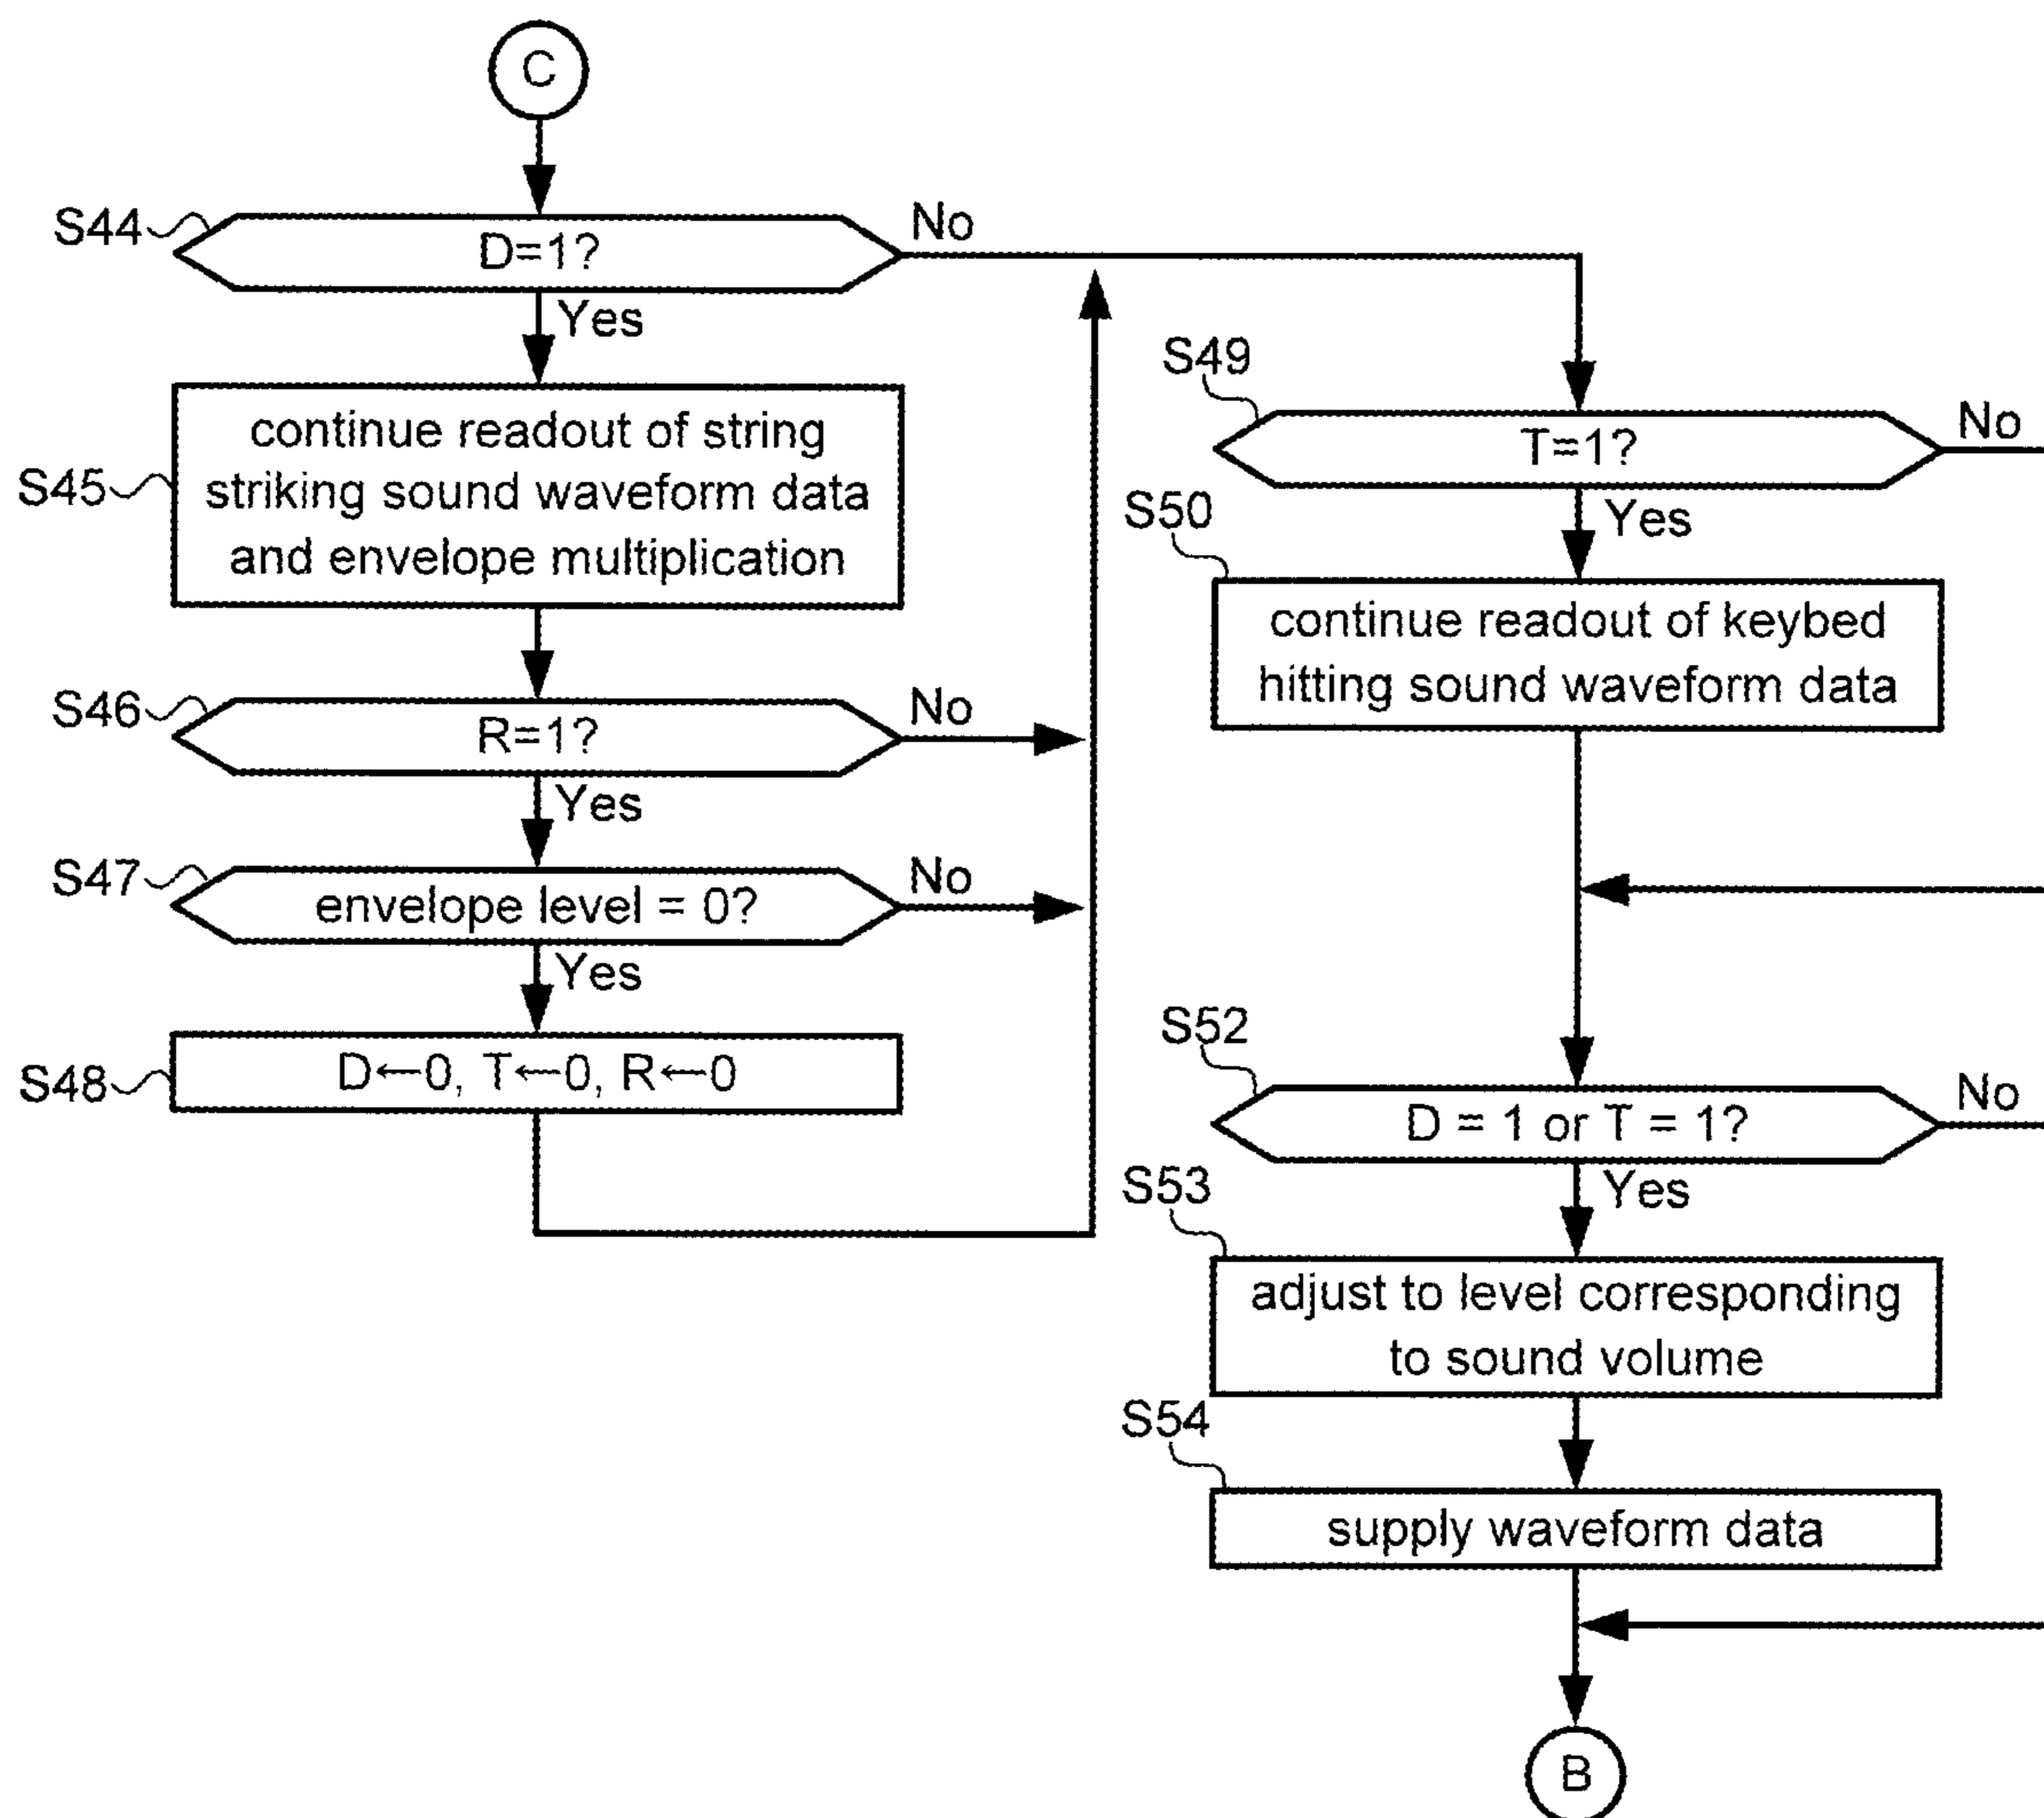 C
S44
D=1?
No
Yes
S45
continue readout of string
striking sound waveform data
and envelope multiplication
S46
R=1?
No
Yes
S47
envelope level = 0?
No
Yes
S48
D←0, T←0, R←0
S49
T=1?
No
Yes
S50
continue readout of keybed
hitting sound waveform data
S52
D = 1 or T = 1?
No
Yes
S53
adjust to level corresponding
to sound volume
S54
supply waveform data
B